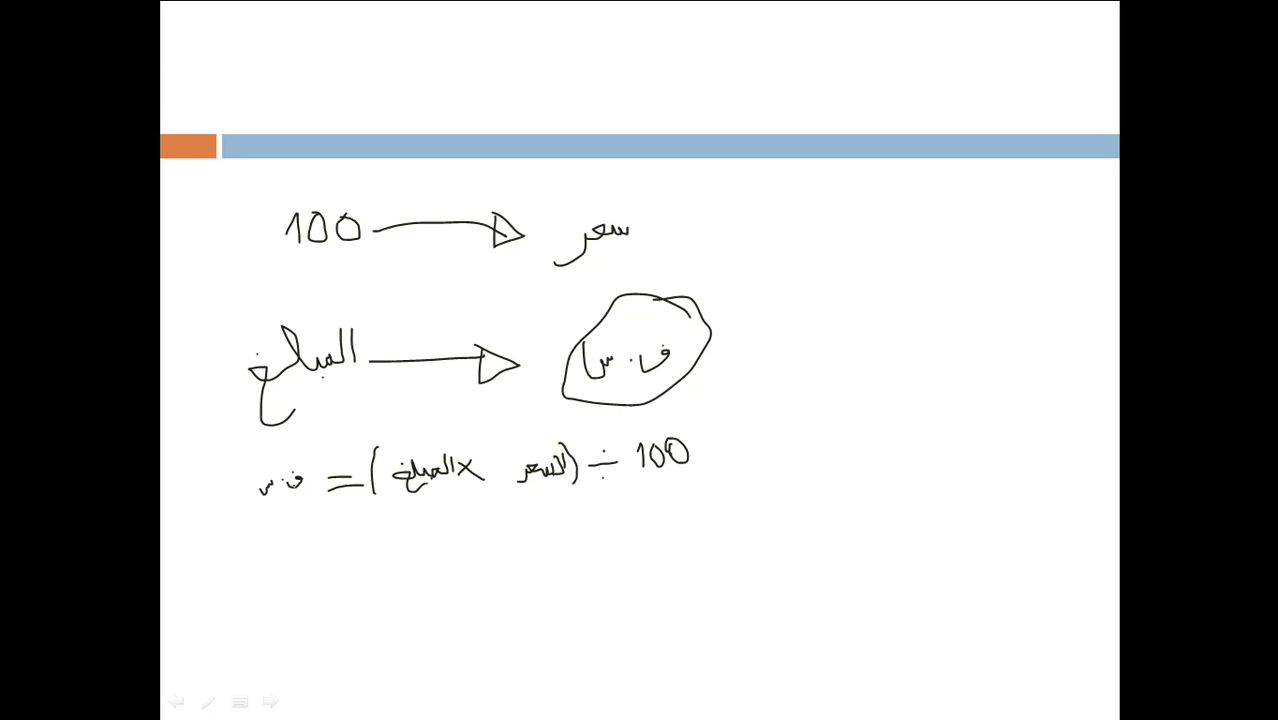 100 → سعر
المبلغ → ف.س
ف.س = (المبلغ × السعر) ÷ 100